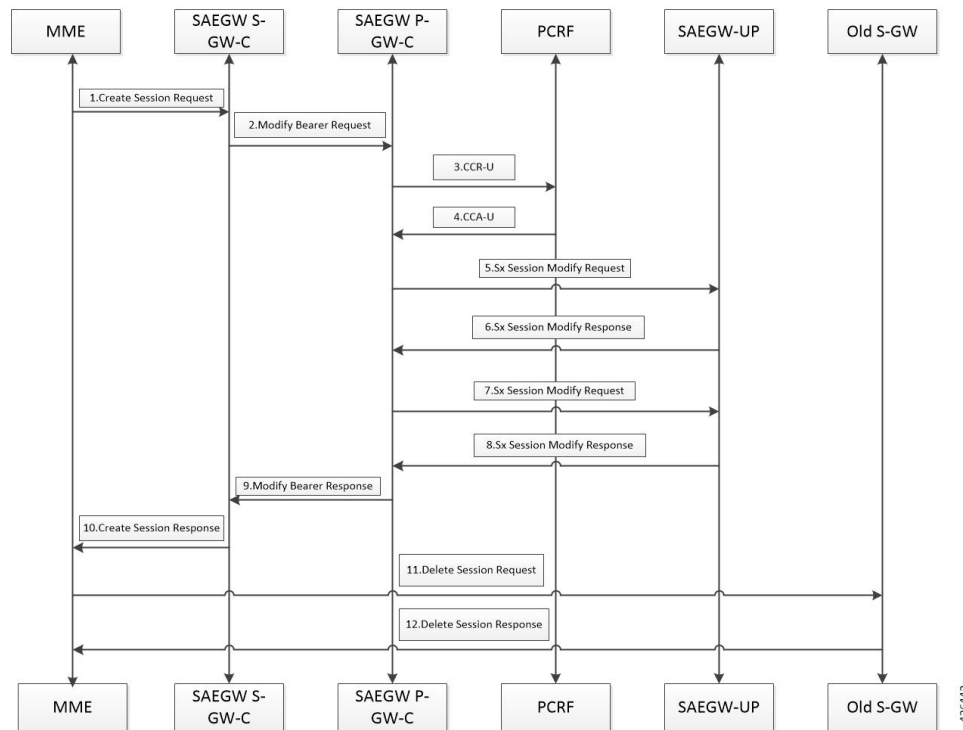 MME
SAEGW S-
GW-C
SAEGW P-
GW-C
PCRF
SAEGW-UP
Old S-GW
1.Create Session Request
2.Modify Bearer Request
3.CCR-U
4.CCA-U
5.Sx Session Modify Request
6.Sx Session Modify Response
7.Sx Session Modify Request
8.Sx Session Modify Response
9.Modify Bearer Response
10.Create Session Response
11.Delete Session Request
12.Delete Session Response
MME
SAEGW S-
GW-C
SAEGW P-
GW-C
PCRF
SAEGW-UP
Old S-GW